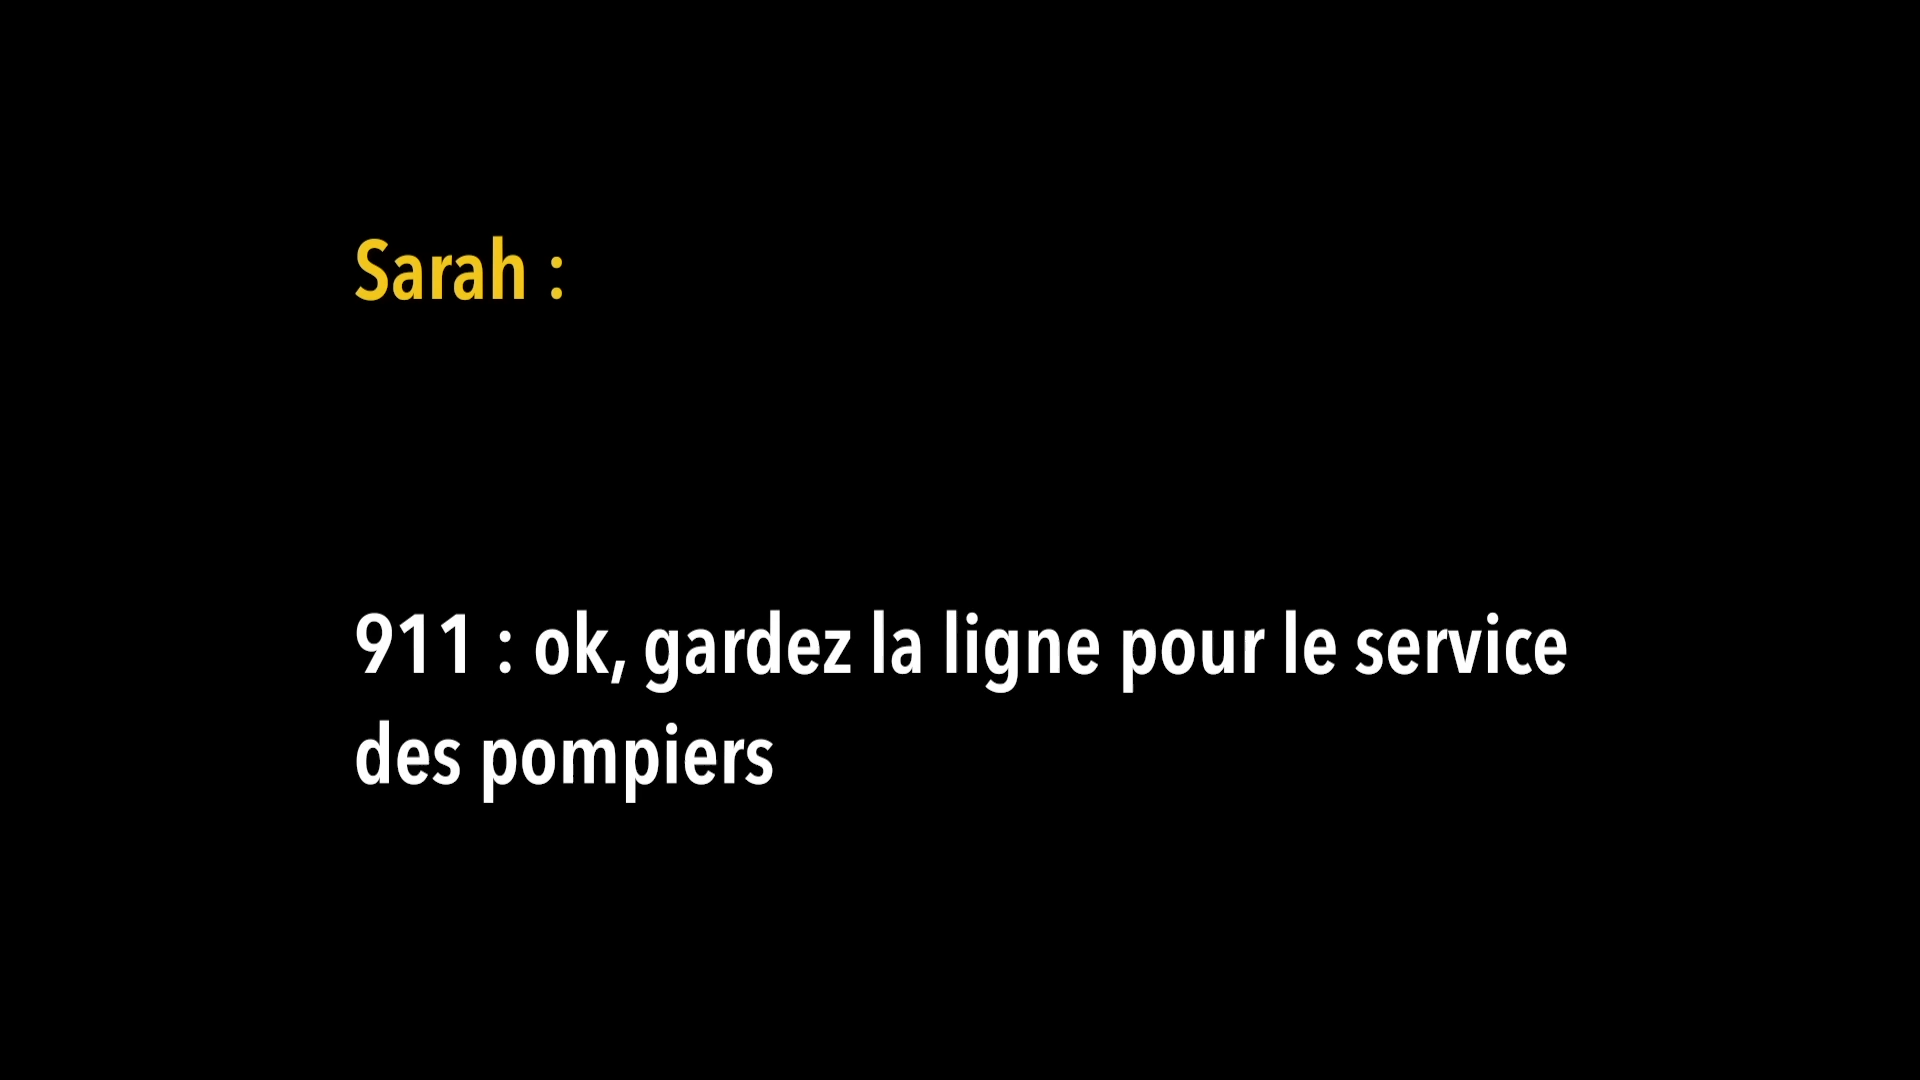 Sarah :
911 : ok, gardez la ligne pour le service
des pompiers